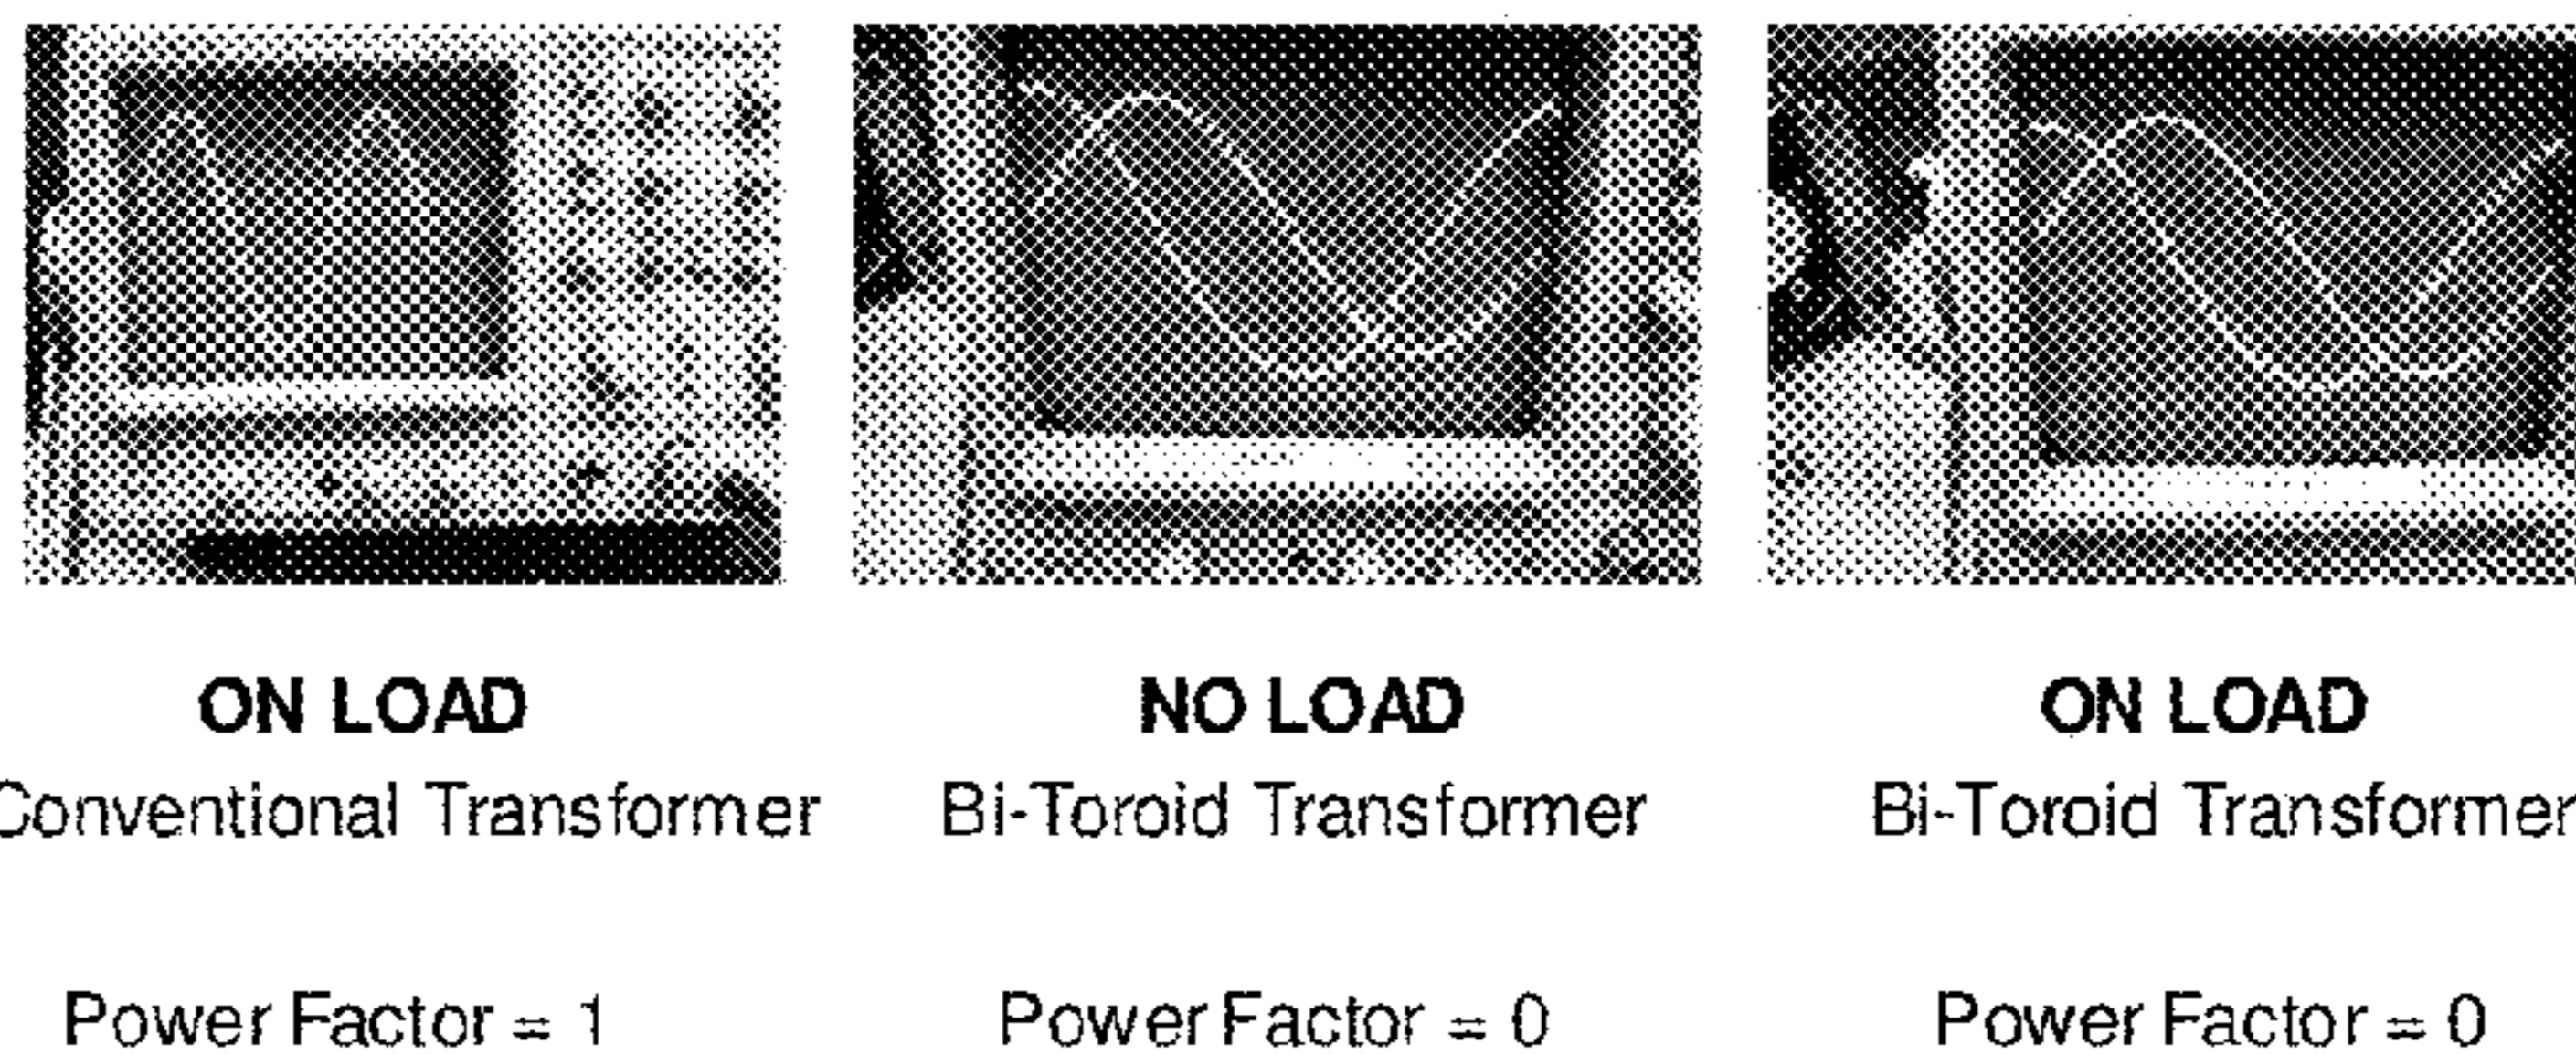 ON LOAD
Conventional Transformer
Power Factor = 1
NO LOAD
Bi-Toroid Transformer
Power Factor = 0
ON LOAD
Bi-Toroid Transformer
Power Factor = 0